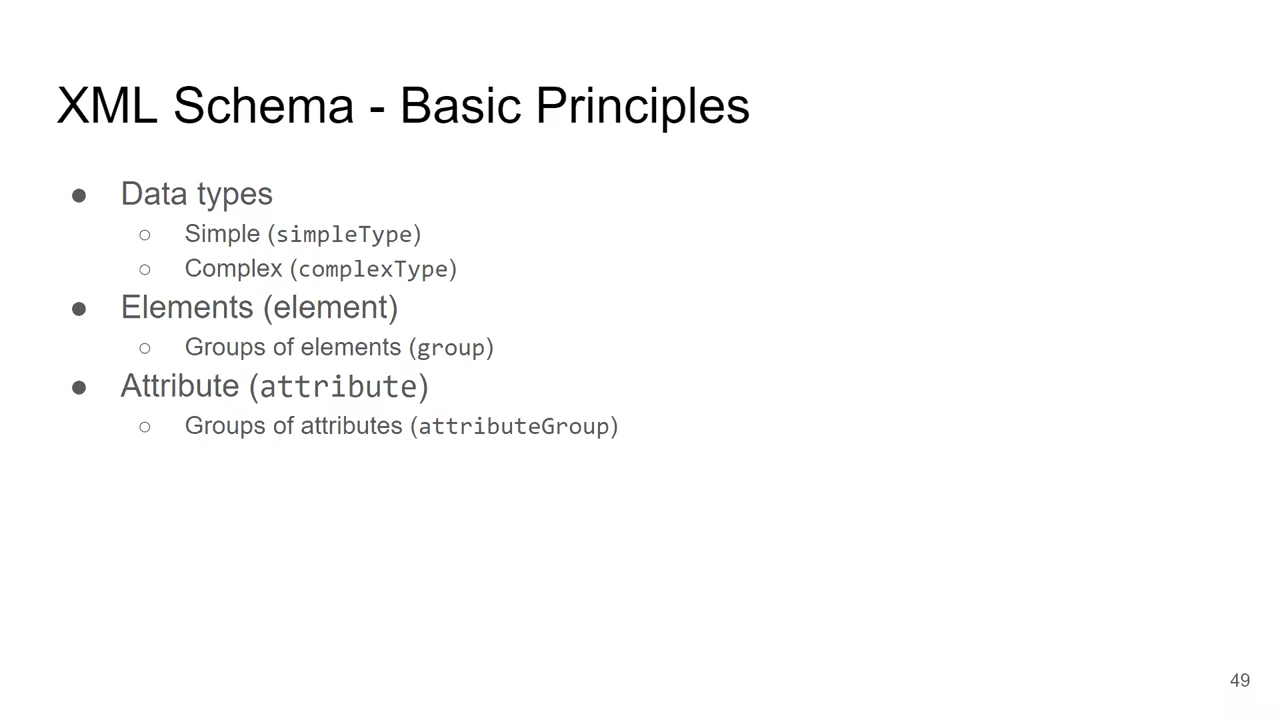 XML Schema - Basic Principles
● Data types
○ Simple (simpleType)
○ Complex (complexType)
● Elements (element)
○ Groups of elements (group)
● Attribute (attribute)
○ Groups of attributes (attributeGroup)
49